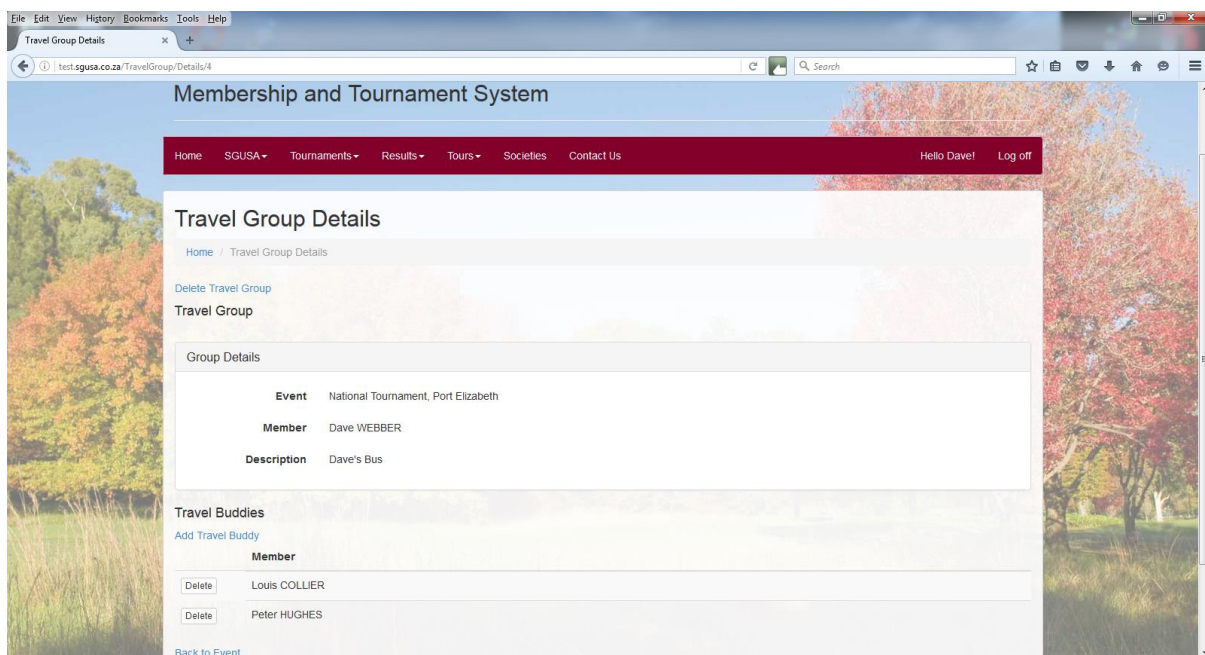 File Edit View History Bookmarks Tools Help
Travel Group Details × +
test.sgusa.co.za/TravelGroup/Details/4 Search
Membership and Tournament System
Home SGUSA Tournaments Results Tours Societies Contact Us Hello Dave! Log off
Travel Group Details
Home / Travel Group Details
Delete Travel Group
Travel Group
Group Details
Event National Tournament, Port Elizabeth
Member Dave WEBBER
Description Dave's Bus
Travel Buddies
Add Travel Buddy
Member
Delete Louis COLLIER
Delete Peter HUGHES
Back to Event